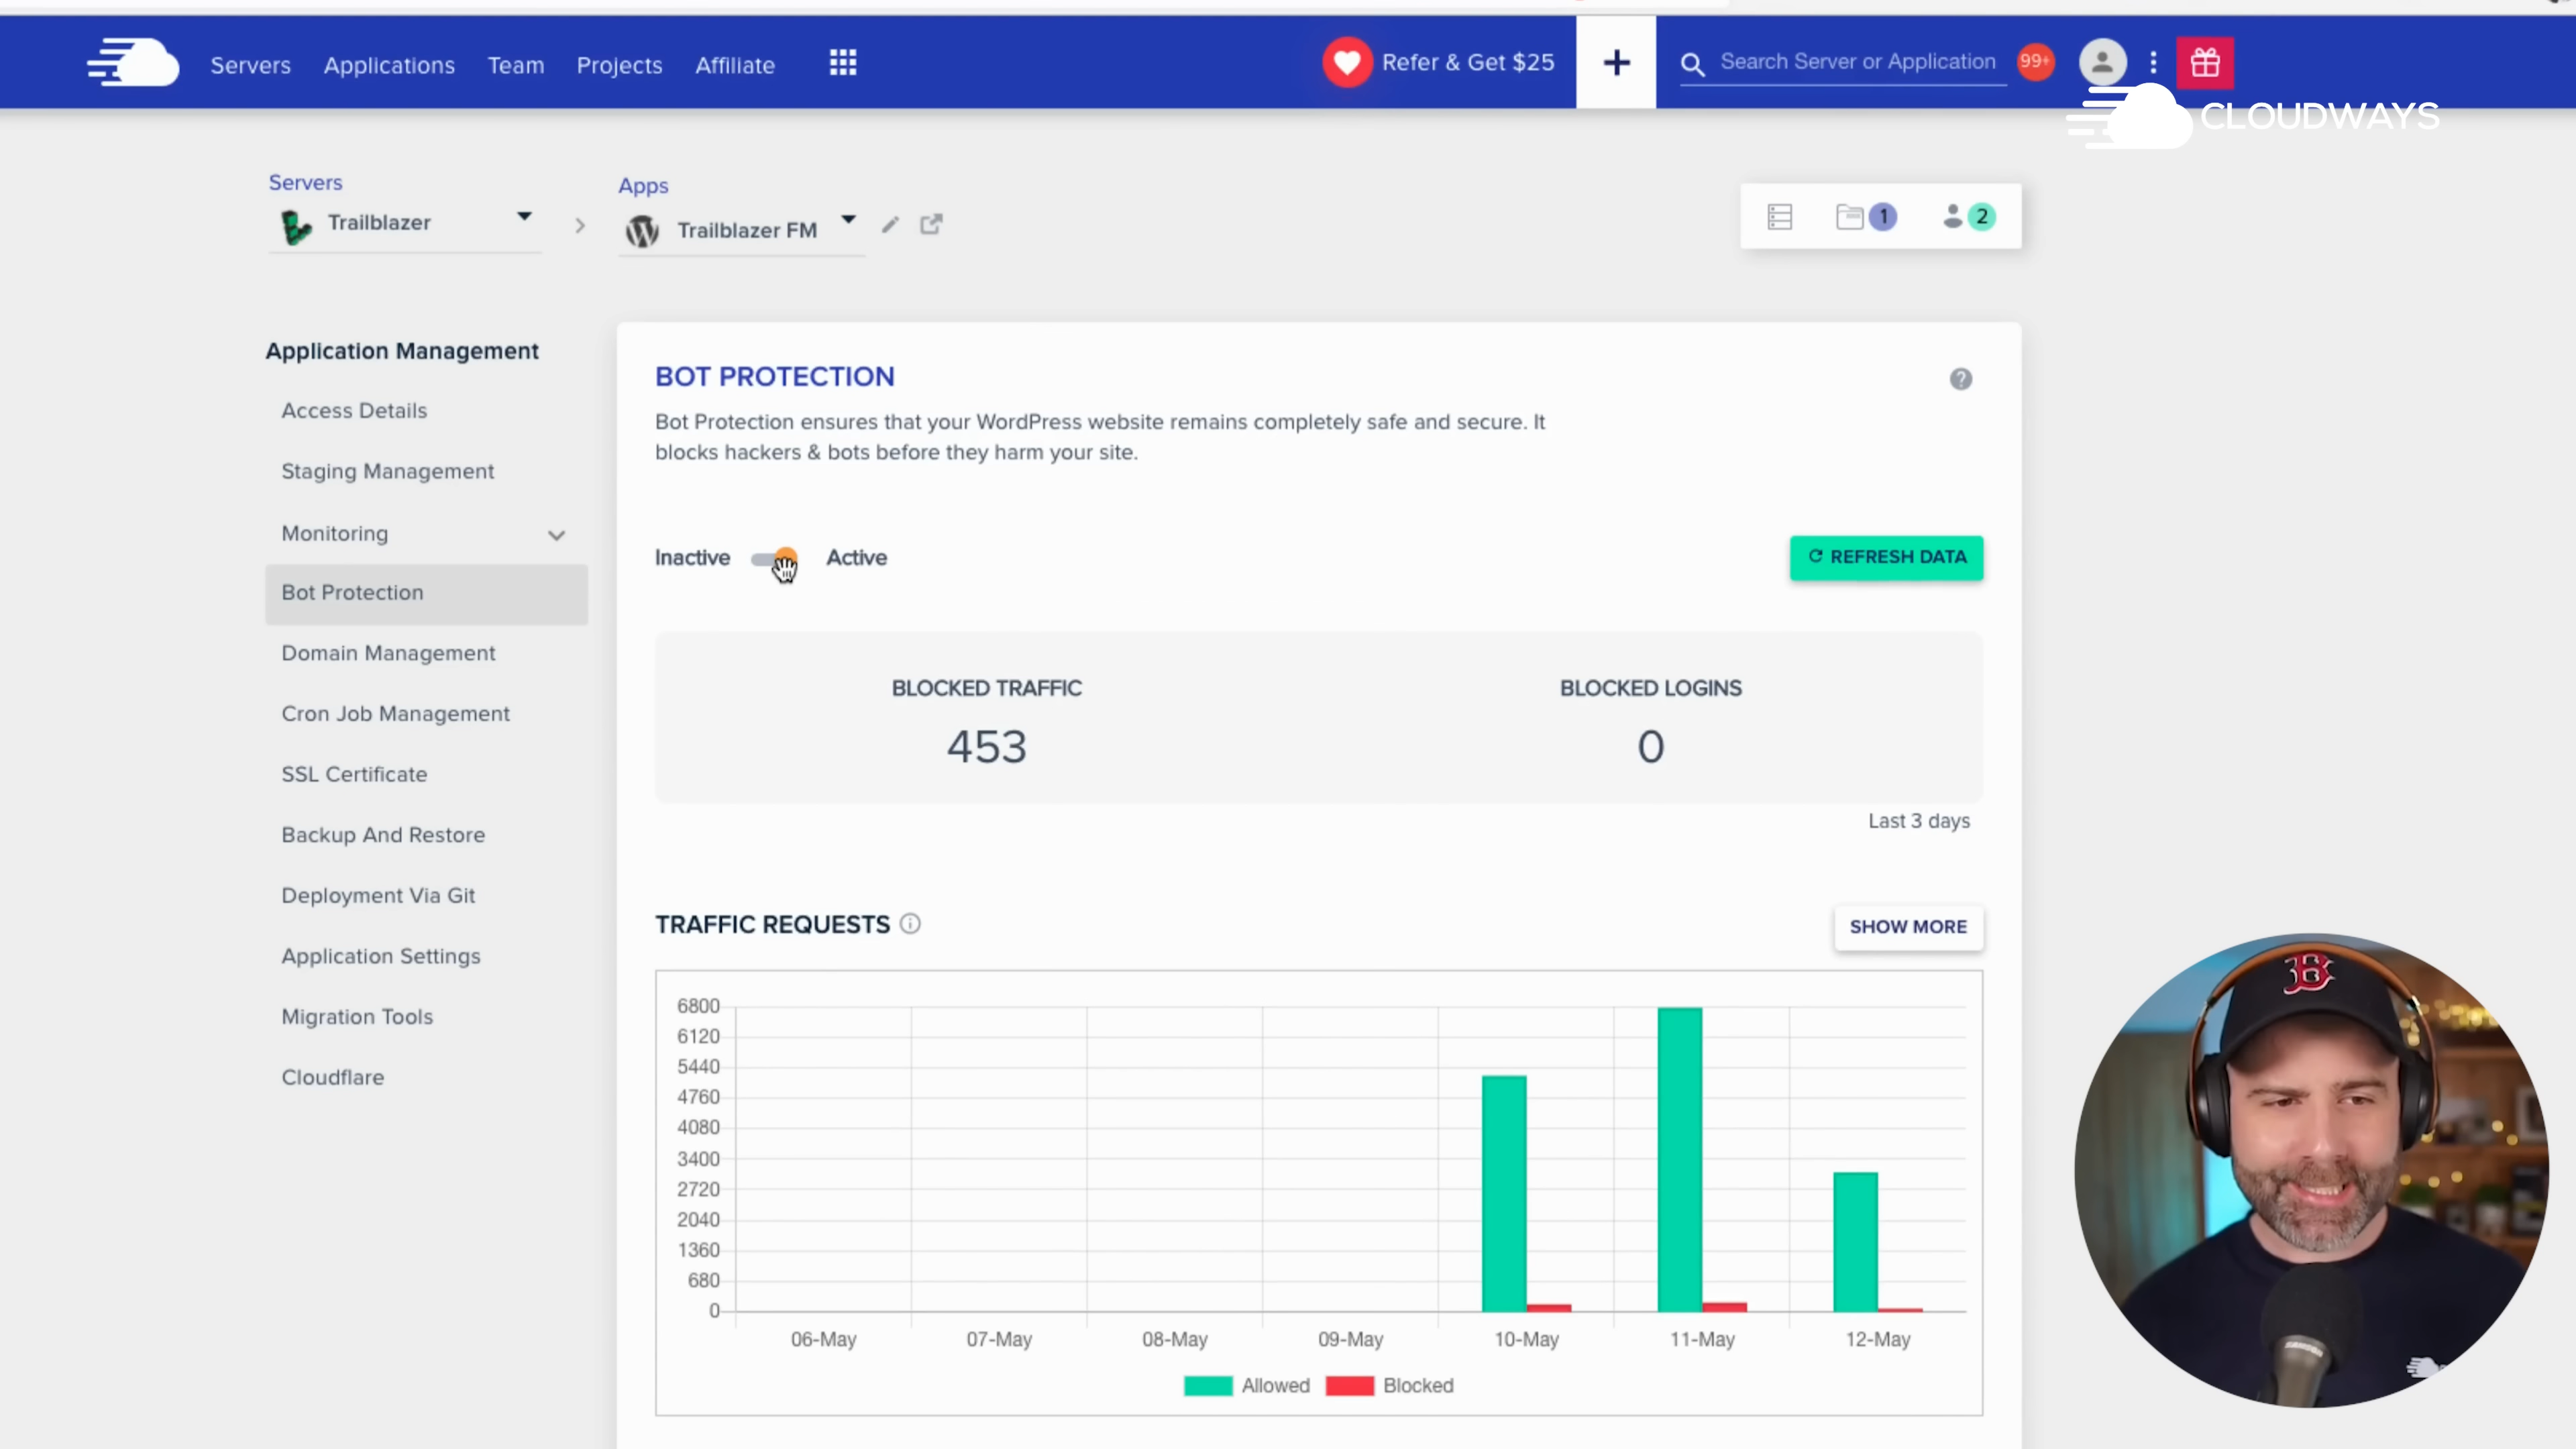 Servers Applications Team Projects Affiliate
Refer & Get $25
+
Search Server or Application
99+
CLOUDWAYS
Servers
Trailblazer
Apps
Trailblazer FM
1
2
Application Management
Access Details
Staging Management
Monitoring
Bot Protection
Domain Management
Cron Job Management
SSL Certificate
Backup And Restore
Deployment Via Git
Application Settings
Migration Tools
Cloudflare
BOT PROTECTION
?
Bot Protection ensures that your WordPress website remains completely safe and secure. It
blocks hackers & bots before they harm your site.
Inactive Active
REFRESH DATA
BLOCKED TRAFFIC
453
BLOCKED LOGINS
0
Last 3 days
TRAFFIC REQUESTS
SHOW MORE
6800
6120
5440
4760
4080
3400
2720
2040
1360
680
0
06-May 07-May 08-May 09-May 10-May 11-May 12-May
Allowed Blocked
B
SAMSON